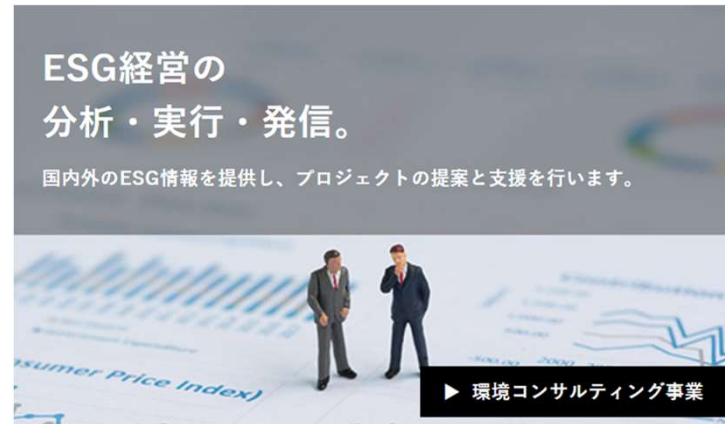 ESG経営の
分析・実行・発信。
国内外のESG情報を提供し、プロジェクトの提案と支援を行います。
sumer Price Index)
▶ 環境コンサルティング事業